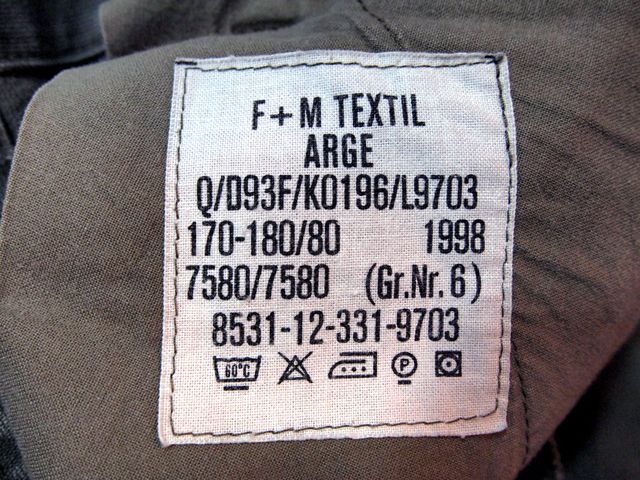 F+M TEXTIL
ARGE
Q/D93F/K0196/L9703
170-180/80 1998
7580/7580 (Gr.Nr.6)
8531-12-331-9703
60°C P